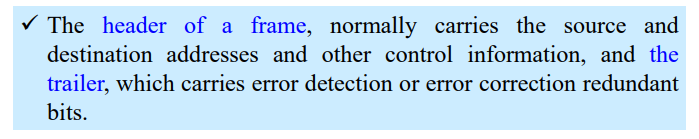 ✓ The header of a frame, normally carries the source and
destination addresses and other control information, and the
trailer, which carries error detection or error correction redundant
bits.